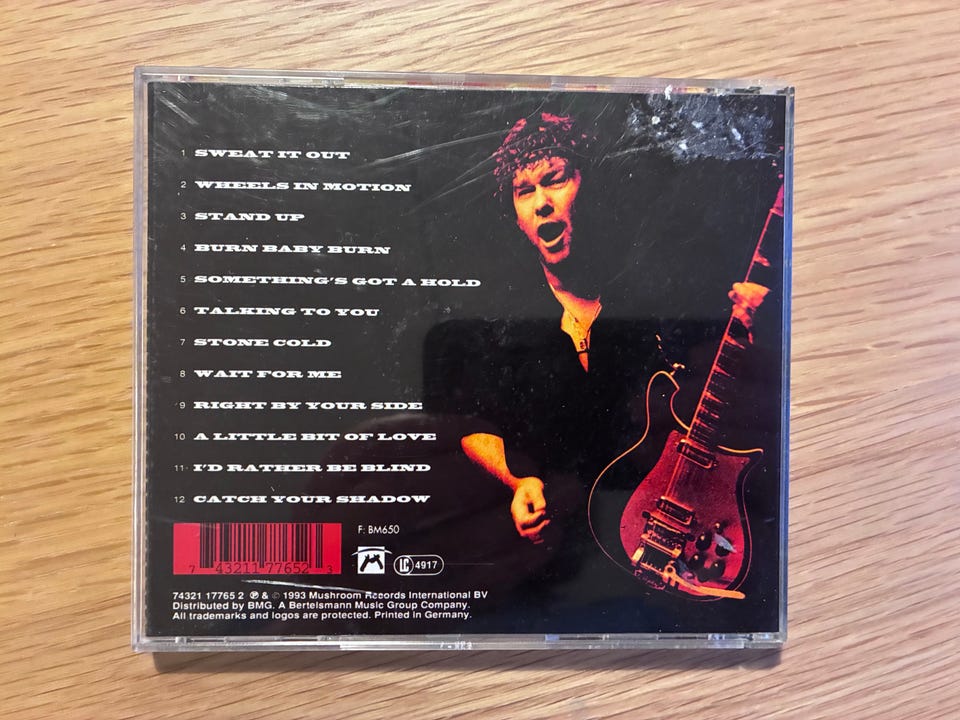 1 SWEAT IT OUT
2 WHEELS IN MOTION
3 STAND UP
4 BURN BABY BURN
5 SOMETHING'S GOT A HOLD
6 TALKING TO YOU
7 STONE COLD
8 WAIT FOR ME
9 RIGHT BY YOUR SIDE
10 A LITTLE BIT OF LOVE
11 I'D RATHER BE BLIND
12 CATCH YOUR SHADOW
F: BM650
7 43211 77652 3
LC 4917
74321 17765 2 ℗ & © 1993 Mushroom Records International BV
Distributed by BMG. A Bertelsmann Music Group Company.
All trademarks and logos are protected. Printed in Germany.